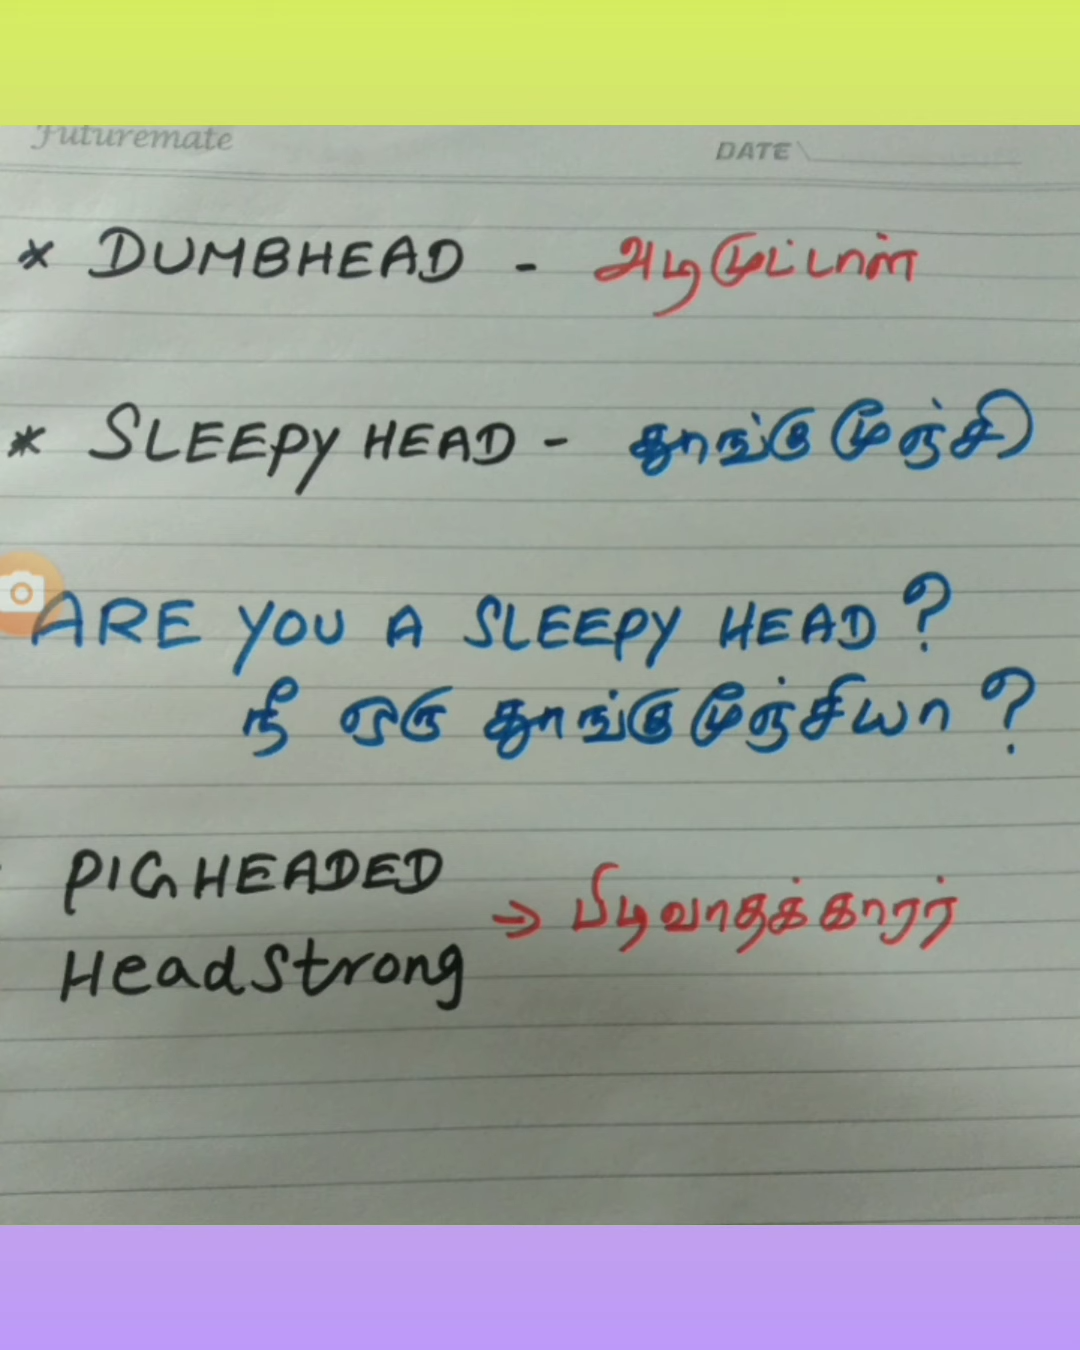 Futuremate
DATE
* DUMBHEAD - அடிமுட்டாள்
* SLEEPY HEAD - தூங்குமூஞ்சி
ARE YOU A SLEEPY HEAD ?
நீ ஒரு தூங்குமூஞ்சியா ?
PIGHEADED
Headstrong → பிடிவாதக்காரர்